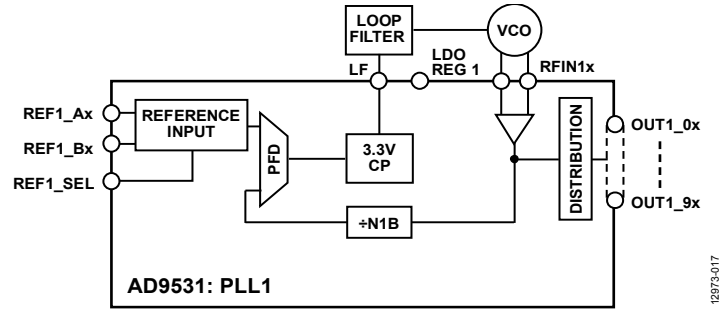 LOOP
FILTER
VCO
LF
LDO
REG 1
RFIN1x
REF1_Ax
REF1_Bx
REF1_SEL
REFERENCE
INPUT
PFD
3.3V
CP
÷N1B
DISTRIBUTION
OUT1_0x
OUT1_9x
AD9531: PLL1
12973-017